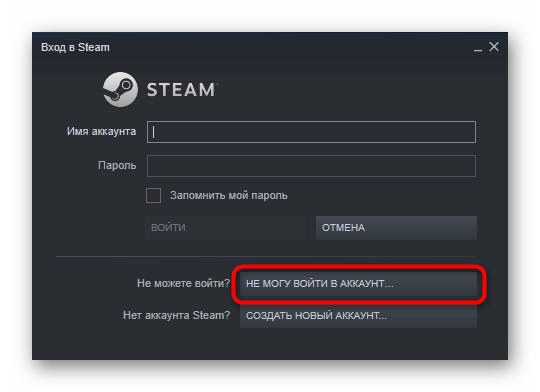 Вход в Steam
STEAM
Имя аккаунта
Пароль
Запомнить мой пароль
ВОЙТИ ОТМЕНА
Не можете войти? НЕ МОГУ ВОЙТИ В АККАУНТ...
Нет аккаунта Steam? СОЗДАТЬ НОВЫЙ АККАУНТ...